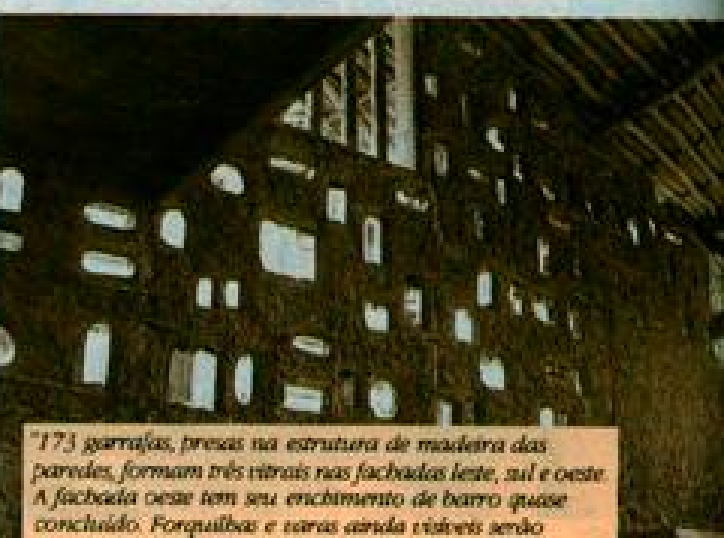 "173 garrafas, presas na estrutura de madeira das
paredes, formam três vitrais nas fachadas leste, sul e oeste.
A fachada oeste tem seu enchimento de barro quase
concluído. Forquilhas e varas ainda visíveis serão